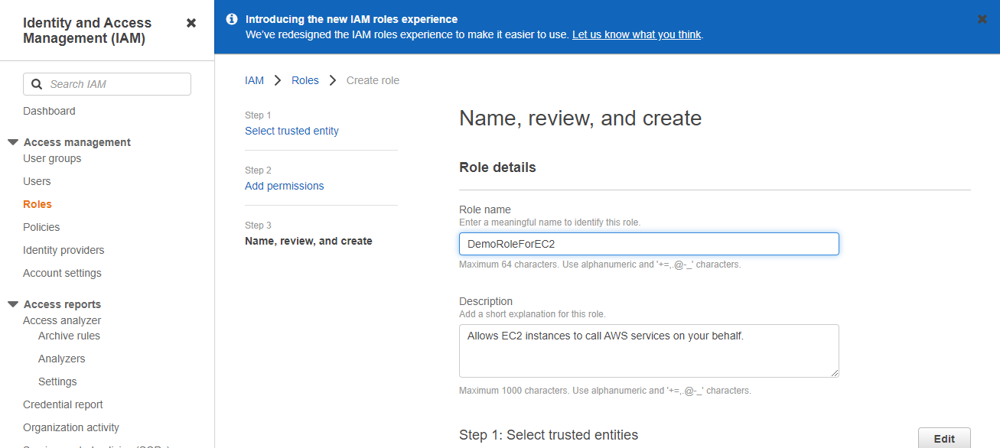 Identity and Access
Management (IAM)
Search IAM
Dashboard
Access management
User groups
Users
Roles
Policies
Identity providers
Account settings
Access reports
Access analyzer
Archive rules
Analyzers
Settings
Credential report
Organization activity
Introducing the new IAM roles experience
We've redesigned the IAM roles experience to make it easier to use. Let us know what you think.
IAM > Roles > Create role
Step 1
Select trusted entity
Step 2
Add permissions
Step 3
Name, review, and create
Name, review, and create
Role details
Role name
Enter a meaningful name to identify this role.
DemoRoleForEC2
Maximum 64 characters. Use alphanumeric and '+=,.@-_' characters.
Description
Add a short explanation for this role.
Allows EC2 instances to call AWS services on your behalf.
Maximum 1000 characters. Use alphanumeric and '+=,.@-_' characters.
Step 1: Select trusted entities
Edit